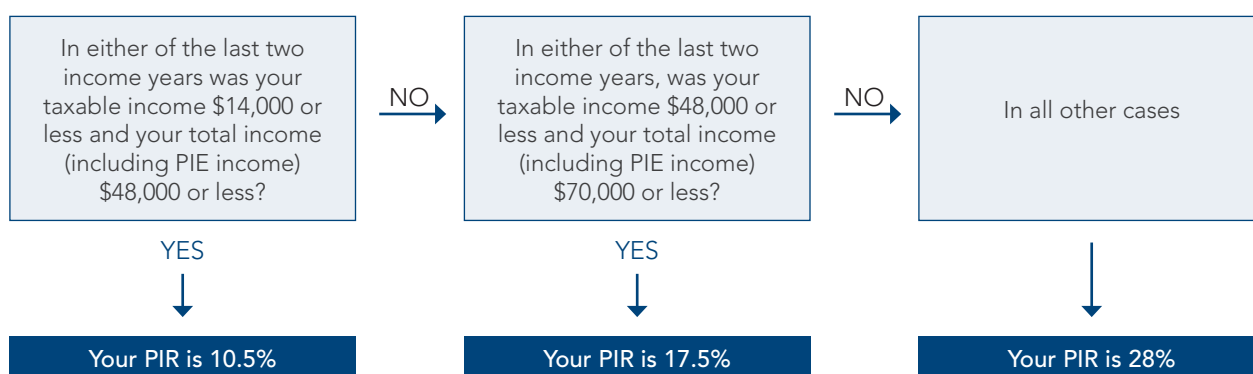 In either of the last two
income years was your
taxable income $14,000 or
less and your total income
(including PIE income)
$48,000 or less?
NO
In either of the last two
income years, was your
taxable income $48,000 or
less and your total income
(including PIE income)
$70,000 or less?
NO
In all other cases
YES
YES
Your PIR is 10.5%
Your PIR is 17.5%
Your PIR is 28%